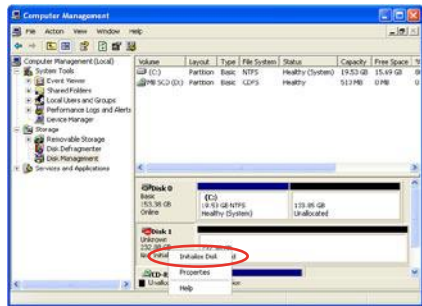 Computer Management
File Action View Window Help
Computer Management (Local)
System Tools
Event Viewer
Shared Folders
Local Users and Groups
Performance Logs and Alerts
Device Manager
Storage
Removable Storage
Disk Defragmenter
Disk Management
Services and Applications
Volume Layout Type File System Status Capacity Free Space
(C:) Partition Basic NTFS Healthy (System) 19.53 GB 15.69 GB
(D:) Partition Basic CDFS Healthy 513 MB 0 MB
Disk 0
Basic
153.38 GB
Online
(C:)
19.53 GB NTFS
Healthy (System)
133.85 GB
Unallocated
Disk 1
Unknown
Initialize Disk
Properties
Help